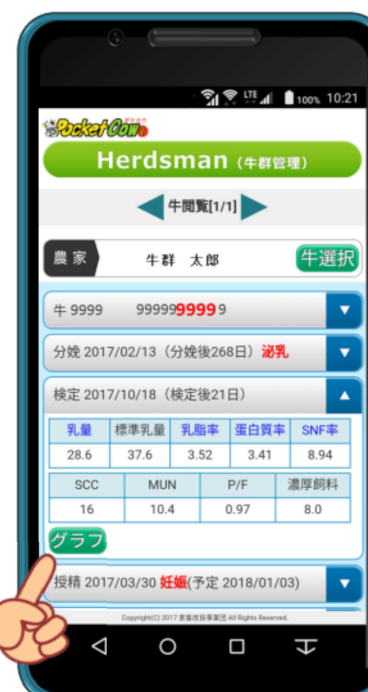 LTE 100% 10:21
PocketCow
ポケカウ
Herdsman (牛群管理)
牛閲覧[1/1]
農家 牛群 太郎 牛選択
牛 9999 9999999999
分娩 2017/02/13 (分娩後268日) 泌乳
検定 2017/10/18 (検定後21日)
乳量 標準乳量 乳脂率 蛋白質率 SNF率
28.6 37.6 3.52 3.41 8.94
SCC MUN P/F 濃厚飼料
16 10.4 0.97 8.0
グラフ
授精 2017/03/30 妊娠(予定 2018/01/03)
Copyright(C) 2017 家畜改良事業団 All Rights Reserved.